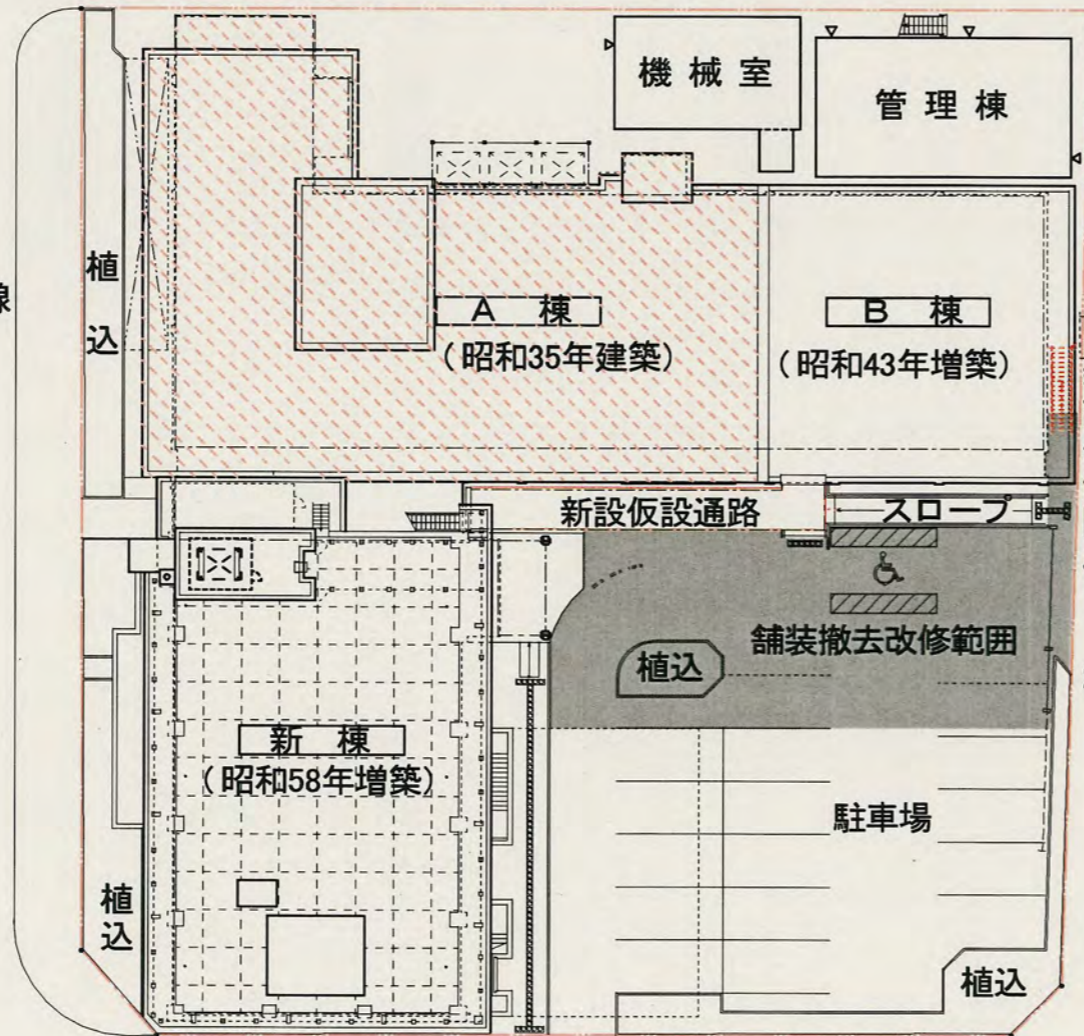 機械室
管理棟
植込
線
A 棟
(昭和35年建築)
B 棟
(昭和43年増築)
新設仮設通路
スロープ
舗装撤去改修範囲
植込
新 棟
(昭和58年増築)
駐車場
植込
植込